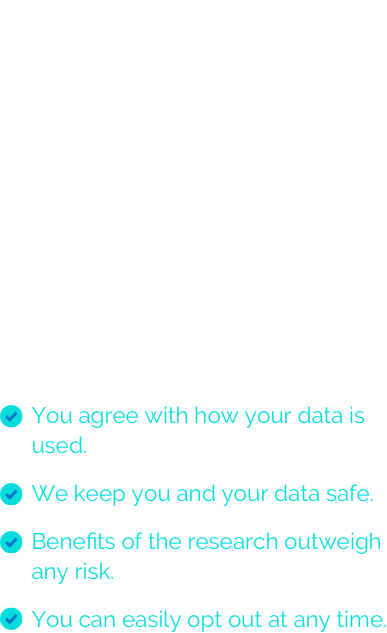 You agree with how your data is
used.
We keep you and your data safe.
Benefits of the research outweigh
any risk.
You can easily opt out at any time.